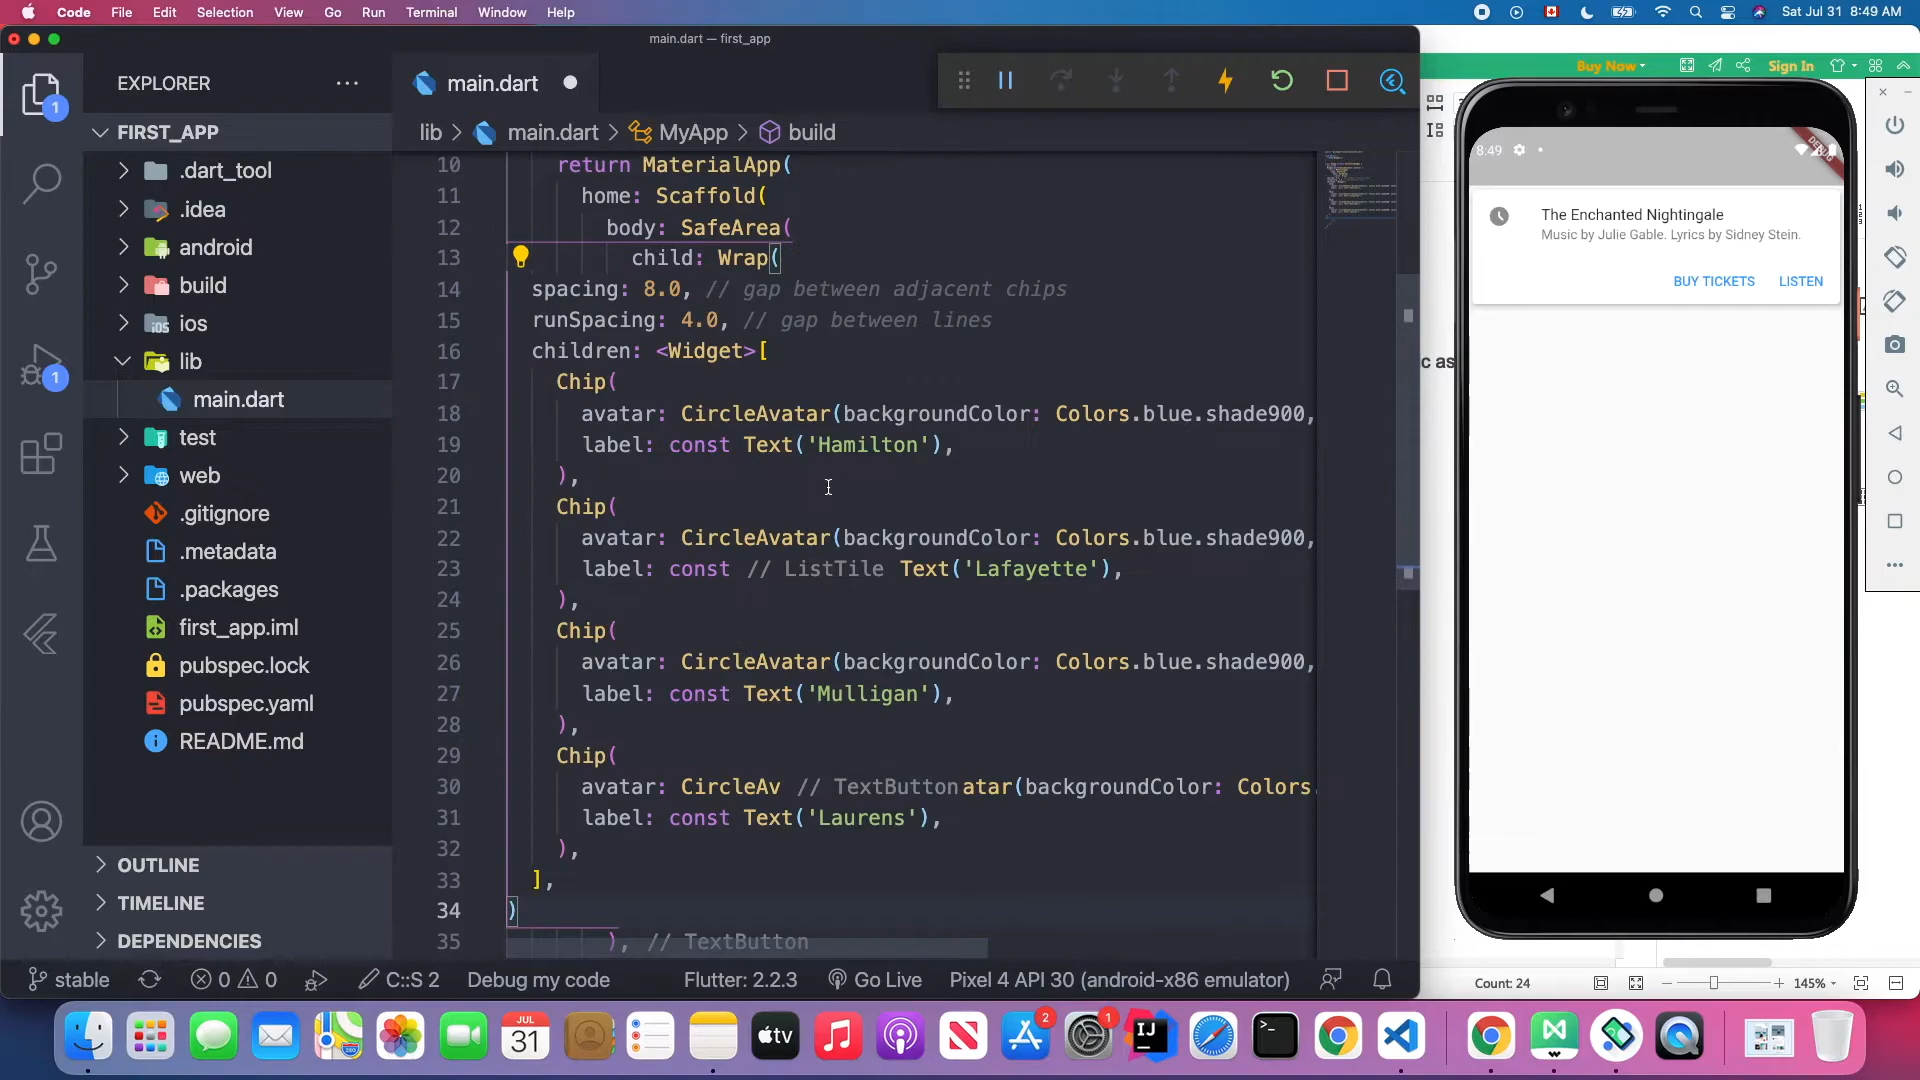 Code File Edit Selection View Go Run Terminal Window Help Sat Jul 31 8:49 AM
main.dart — first_app
EXPLORER
FIRST_APP
.dart_tool
.idea
android
build
ios
lib
main.dart
test
web
.gitignore
.metadata
.packages
first_app.iml
pubspec.lock
pubspec.yaml
README.md
OUTLINE
TIMELINE
DEPENDENCIES
1
1
main.dart
lib > main.dart > MyApp > build
10 return MaterialApp(
11 home: Scaffold(
12 body: SafeArea(
13 child: Wrap(
14 spacing: 8.0, // gap between adjacent chips
15 runSpacing: 4.0, // gap between lines
16 children: <Widget>[
17 Chip(
18 avatar: CircleAvatar(backgroundColor: Colors.blue.shade900,
19 label: const Text('Hamilton'),
20 ),
21 Chip(
22 avatar: CircleAvatar(backgroundColor: Colors.blue.shade900,
23 label: const // ListTile Text('Lafayette'),
24 ),
25 Chip(
26 avatar: CircleAvatar(backgroundColor: Colors.blue.shade900,
27 label: const Text('Mulligan'),
28 ),
29 Chip(
30 avatar: CircleAv // TextButton atar(backgroundColor: Colors.
31 label: const Text('Laurens'),
32 ),
33 ],
34 )
35 ), // TextButton
stable 0 0 C::S 2 Debug my code Flutter: 2.2.3 Go Live Pixel 4 API 30 (android-x86 emulator)
Buy Now Sign In
8:49
DEBUG
The Enchanted Nightingale
Music by Julie Gable. Lyrics by Sidney Stein.
BUY TICKETS LISTEN
c as
Count: 24 145%
JUL
31
tv
2
1
IJ